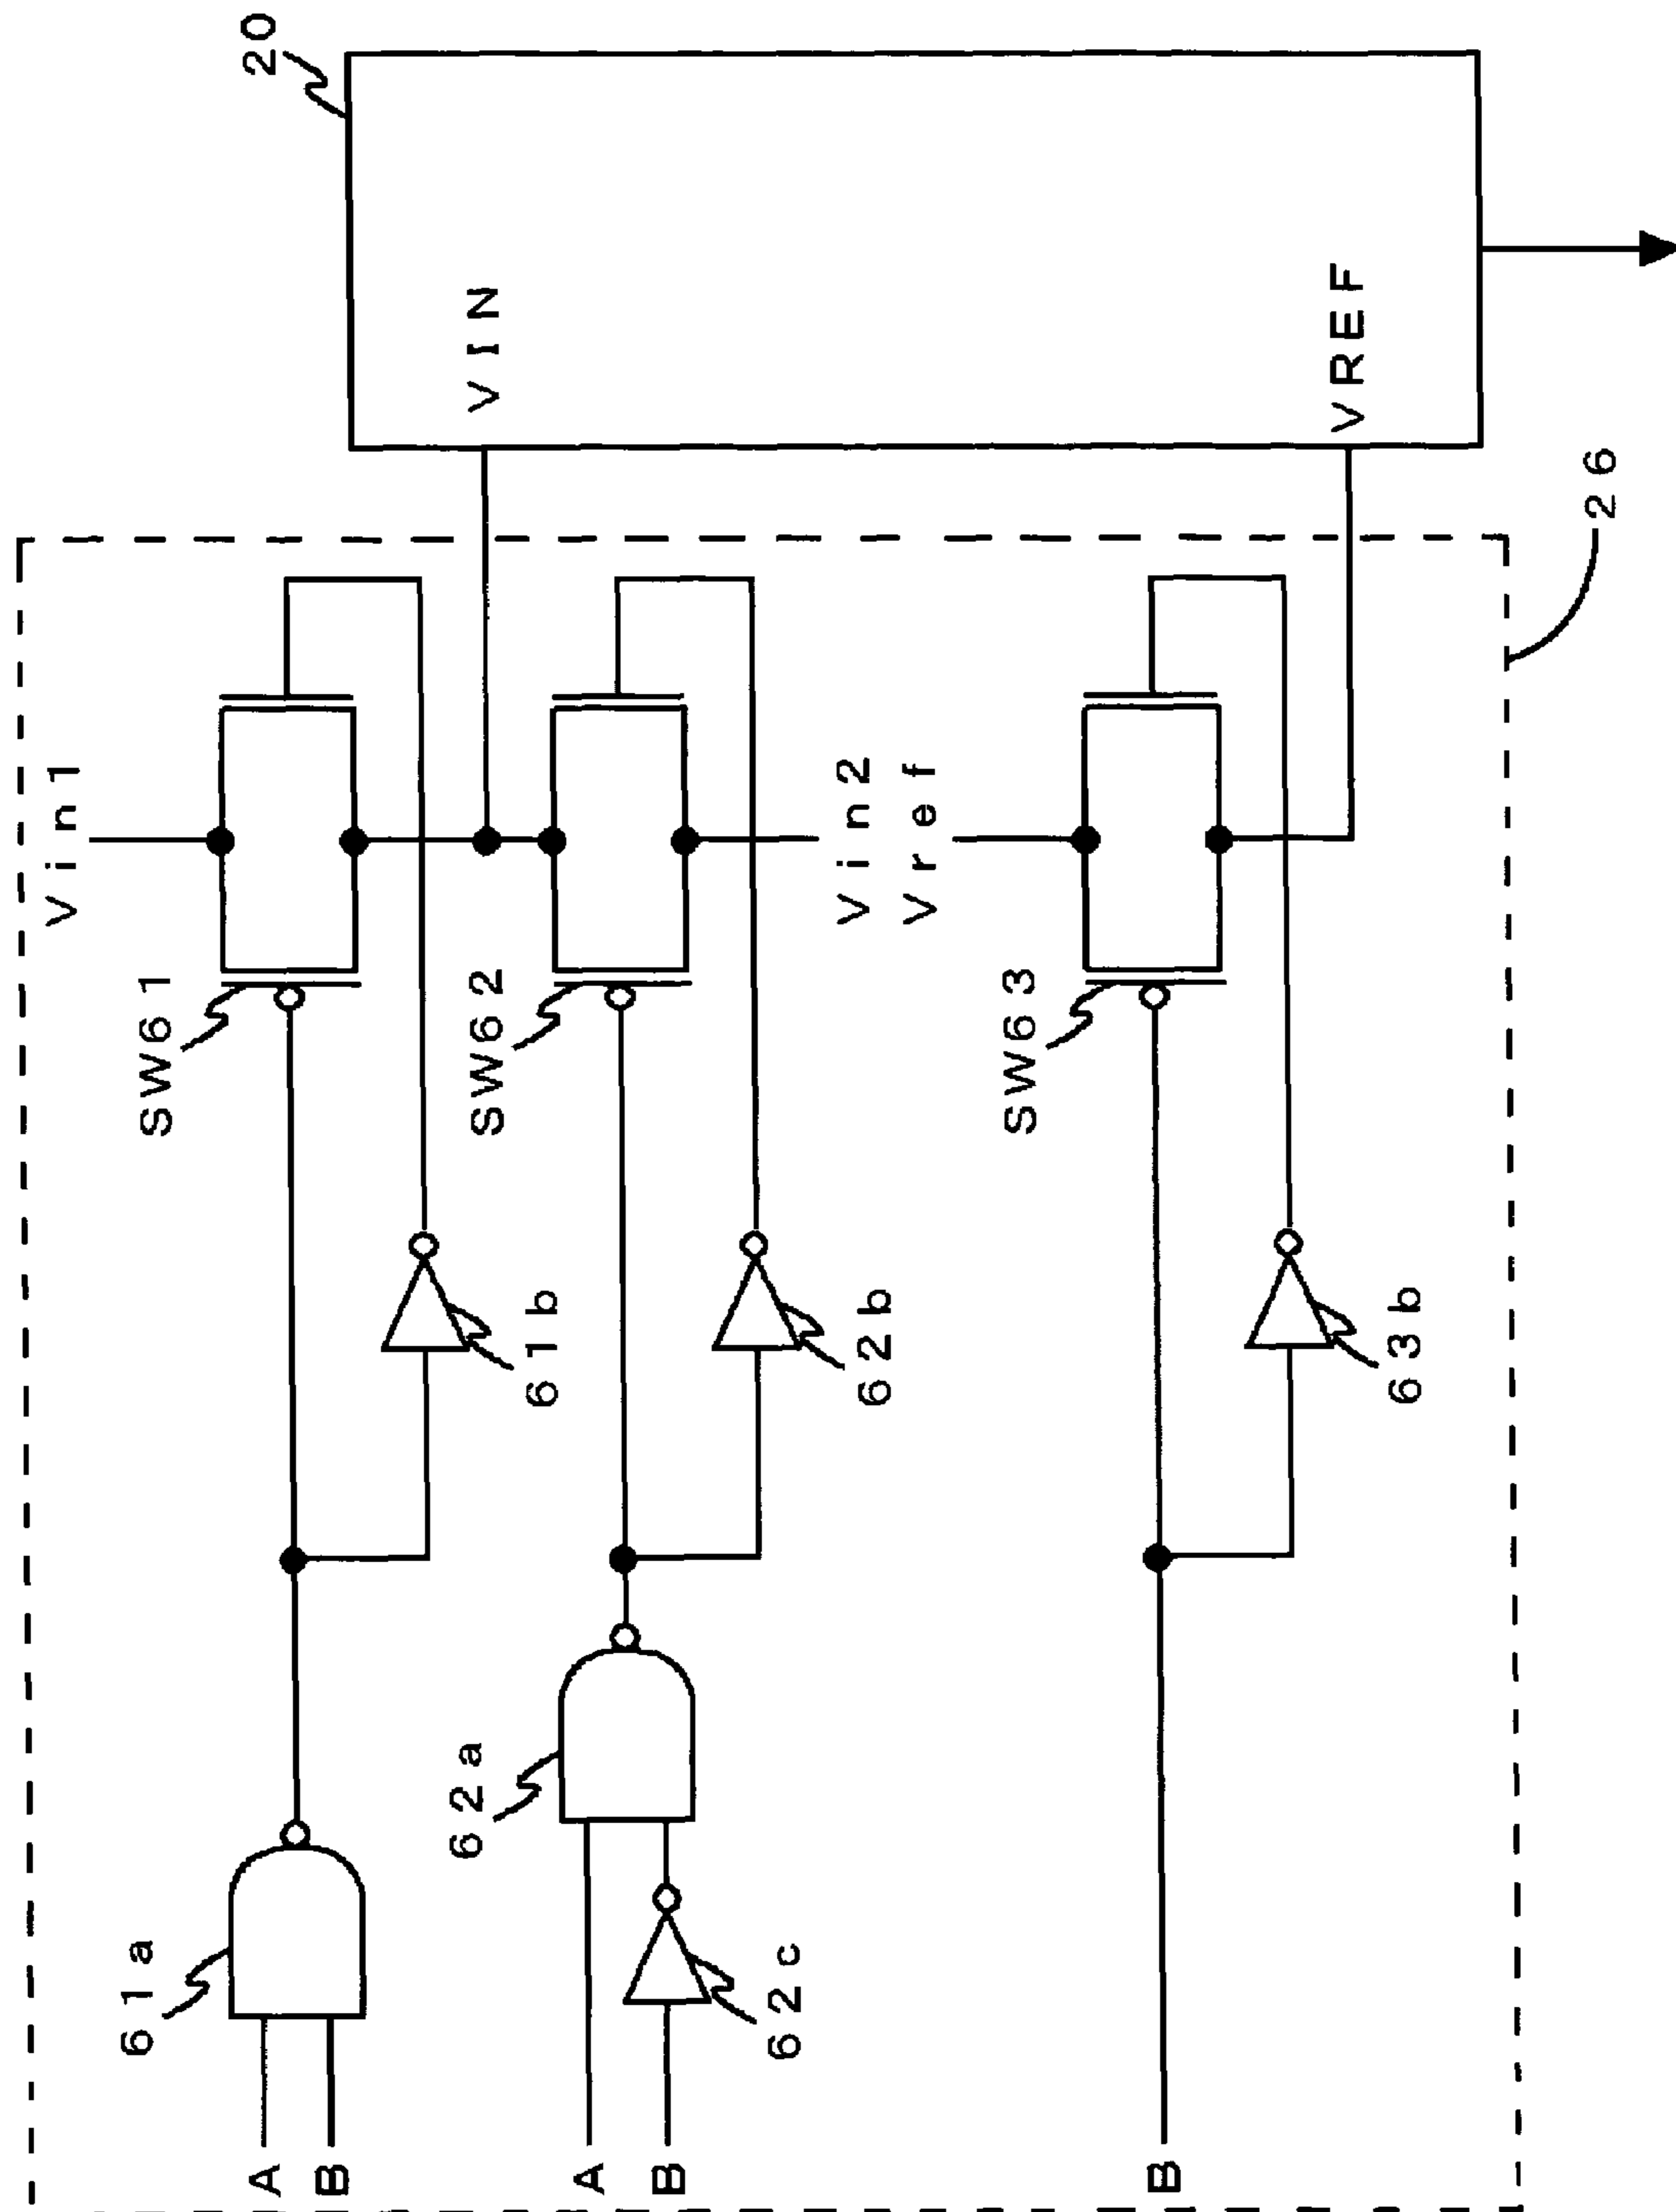 20
VIN
VREF
26
Vin1
SW61
SW62
Vin2
Vref
SW63
61b
62b
63b
61a
62a
62c
A
B
A
B
B